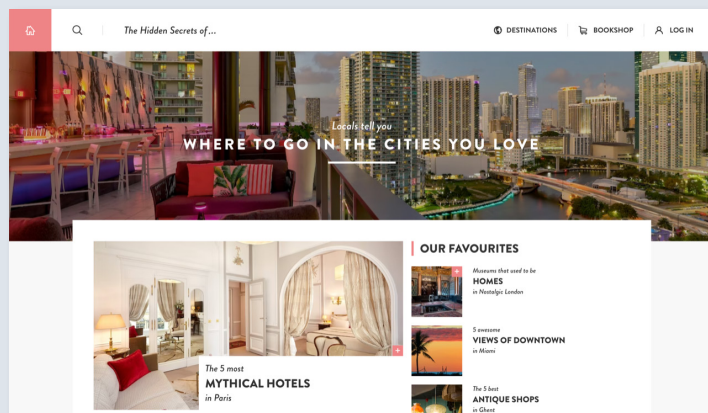 The Hidden Secrets of...
DESTINATIONS
BOOKSHOP
LOG IN
Locals tell you
WHERE TO GO IN THE CITIES YOU LOVE
The 5 most
MYTHICAL HOTELS
in Paris
OUR FAVOURITES
Museums that used to be
HOMES
in Nostalgic London
5 awesome
VIEWS OF DOWNTOWN
in Miami
The 5 best
ANTIQUE SHOPS
in Ghent